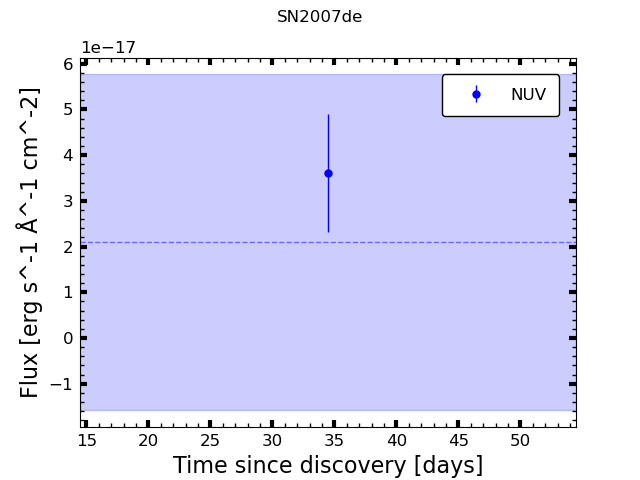 SN2007de
1e−17
6
5
4
3
2
1
0
−1
Flux [erg s^-1 Å^-1 cm^-2]
NUV
15 20 25 30 35 40 45 50
Time since discovery [days]